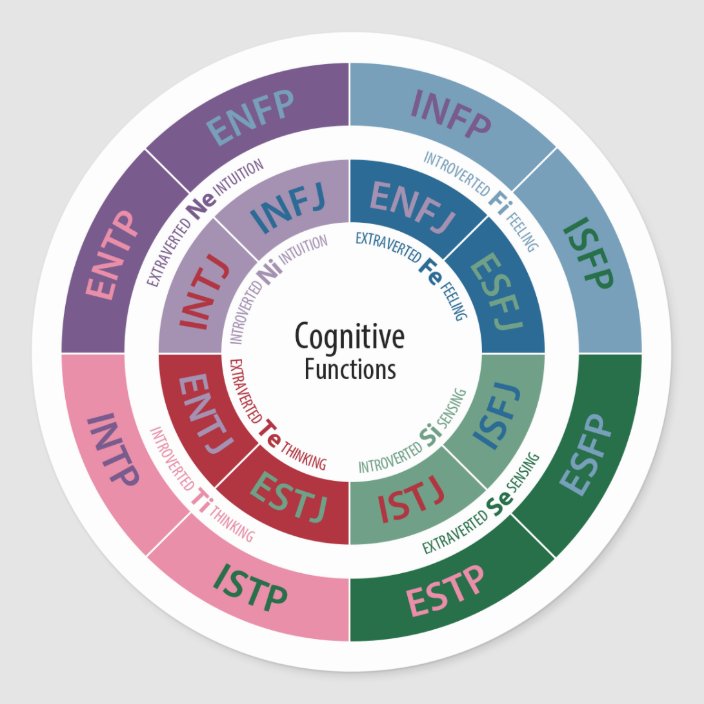 ENFP
INFP
ISFP
ESFP
ESTP
ISTP
INTP
ENTP
EXTRAVERTED Ne INTUITION
INTROVERTED Fi FEELING
EXTRAVERTED Se SENSING
INTROVERTED Ti THINKING
INFJ
ENFJ
ESFJ
ISFJ
ISTJ
ESTJ
ENTJ
INTJ
INTROVERTED Ni INTUITION
EXTRAVERTED Fe FEELING
INTROVERTED Si SENSING
EXTRAVERTED Te THINKING
Cognitive
Functions